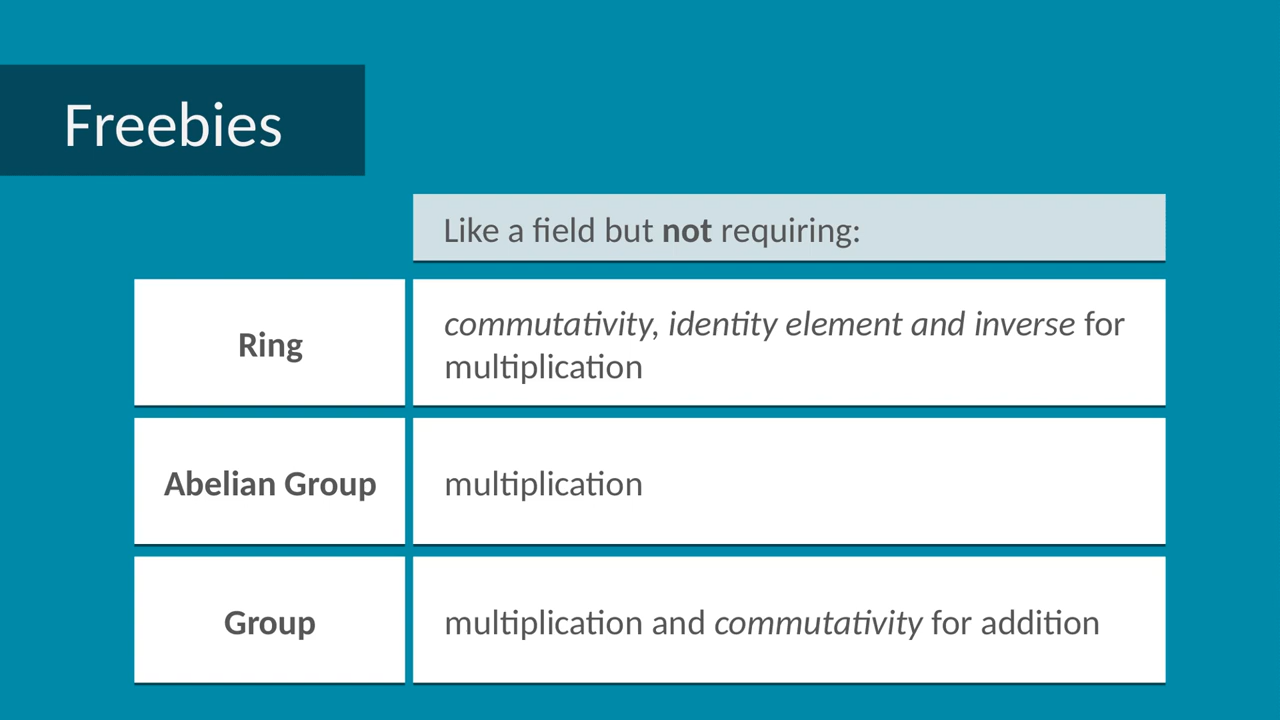 Freebies
Like a field but not requiring:
Ring
commutativity, identity element and inverse for
multiplication
Abelian Group
multiplication
Group
multiplication and commutativity for addition